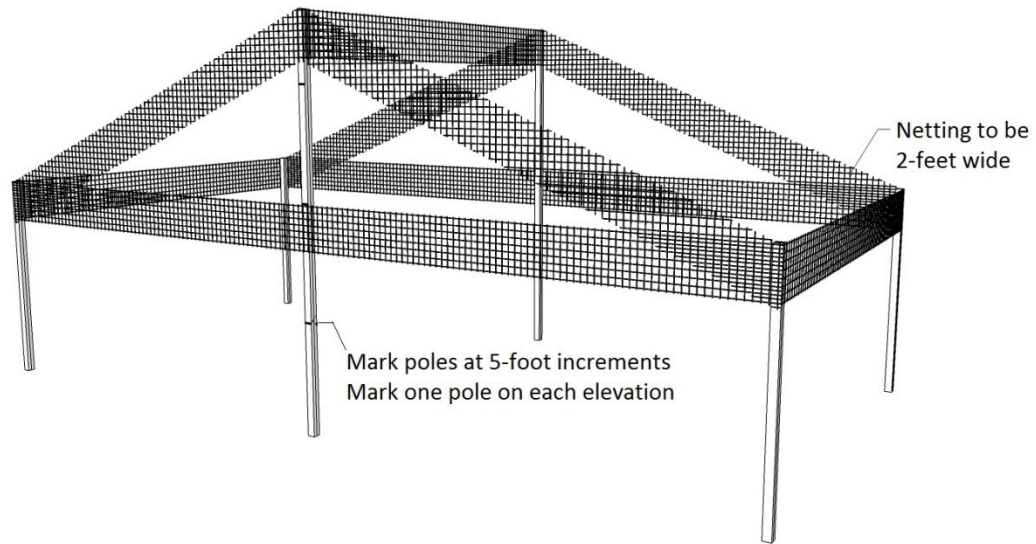 Netting to be
2-feet wide
Mark poles at 5-foot increments
Mark one pole on each elevation